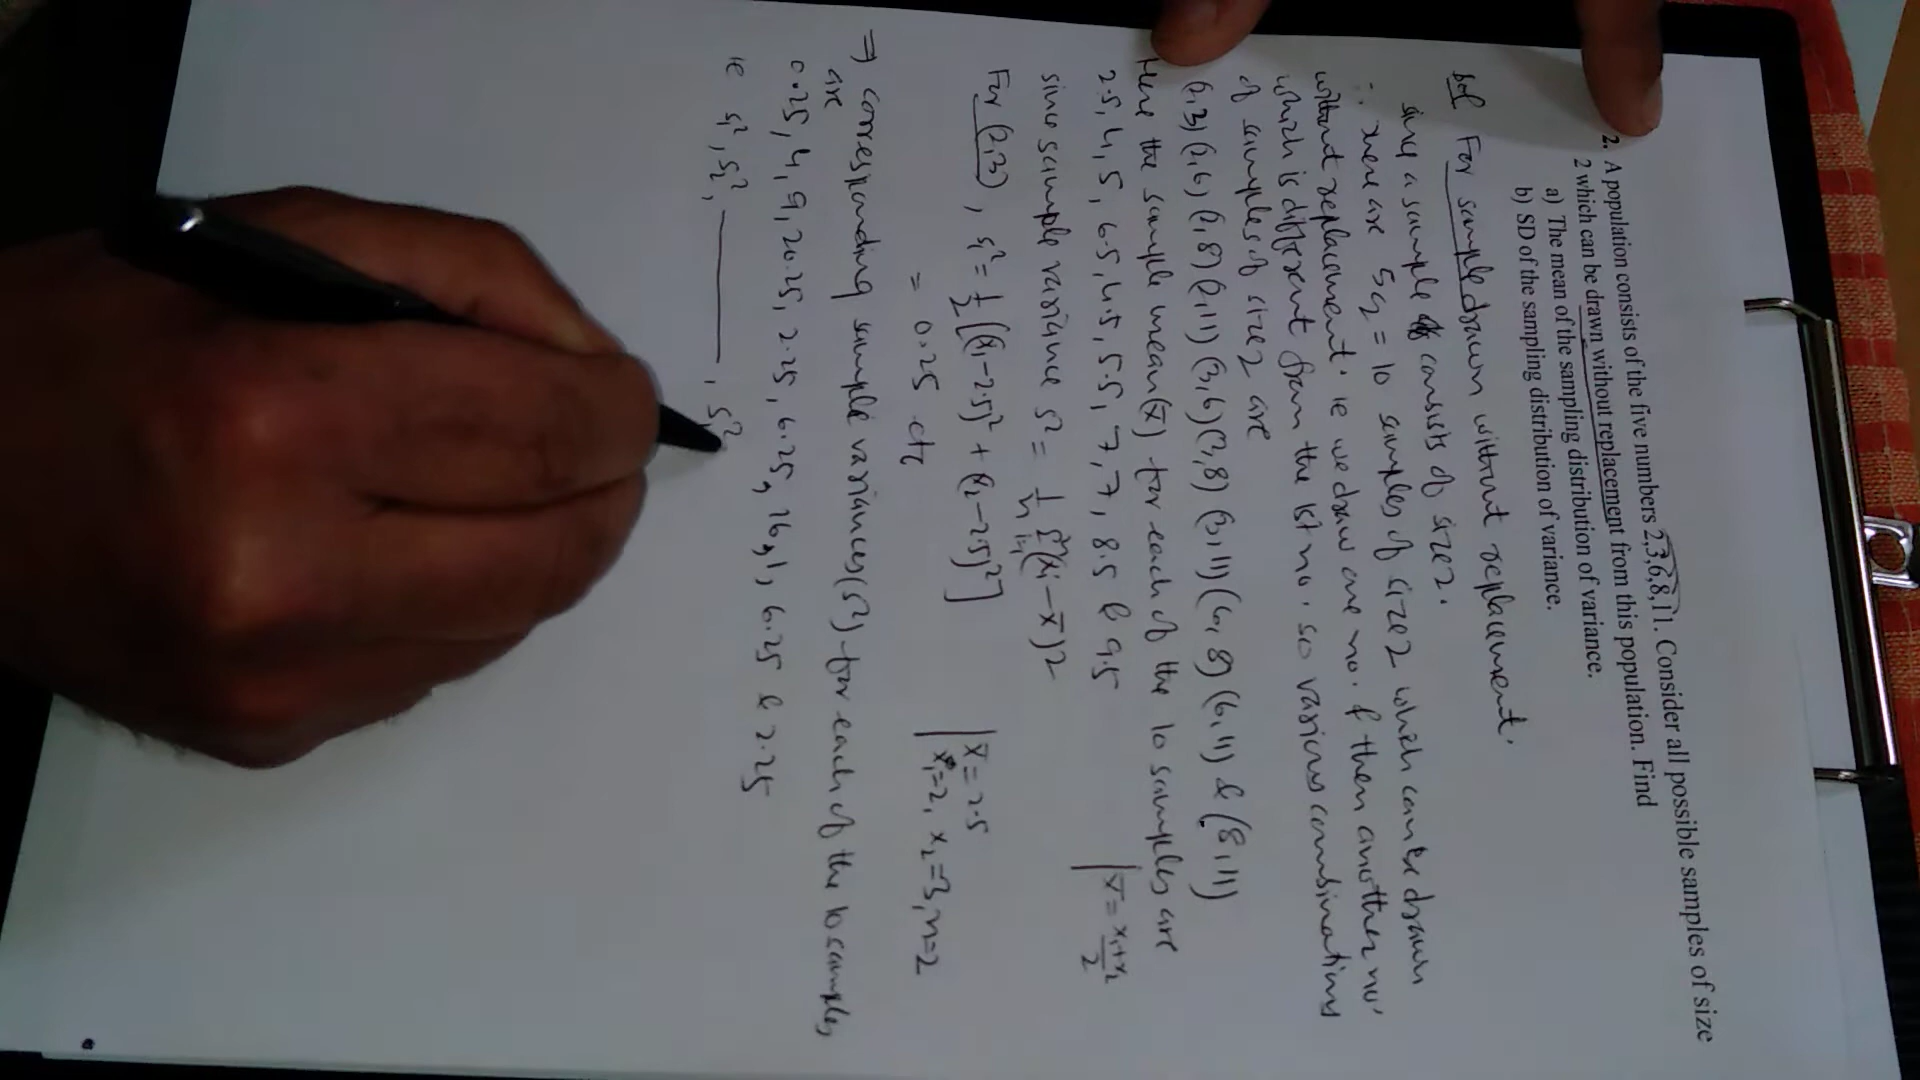 2. A population consists of the five numbers 2,3,6,8,11. Consider all possible samples of size
2 which can be drawn without replacement from this population. Find
a) The mean of the sampling distribution of variance.
b) SD of the sampling distribution of variance.
For sample drawn without replacement.
since a sample consists of size 2.
∴ there are 5C2 = 10 samples of size 2 which can be drawn
without replacement. ie we draw one no. & then another no.
which is different from the 1st no. so various combinations
of samples of size 2 are
(2,3) (2,6) (2,8) (2,11) (3,6) (3,8) (3,11) (6,8) (6,11) & (8,11)
Here the sample mean (x̄) for each of the 10 samples are
2.5, 4, 5, 6.5, 4.5, 5.5, 7, 7, 8.5 & 9.5 | x̄ = x₁+x₂/2
since sample variance s² = 1/n Σⁿᵢ₌₁ (xᵢ - x̄)²
For (2,3), s₁² = 1/2 [(x₁-2.5)² + (x₂-2.5)²] | x̄ = 2.5
= 0.25 etc | x₁=2, x₂=3, n=2
⇒ corresponding sample variances (s²) for each of the 10 samples,
are
0.25, 4, 9, 20.25, 2.25, 6.25, 16, 1, 6.25 & 2.25
ie s₁², s₂², ———, s²